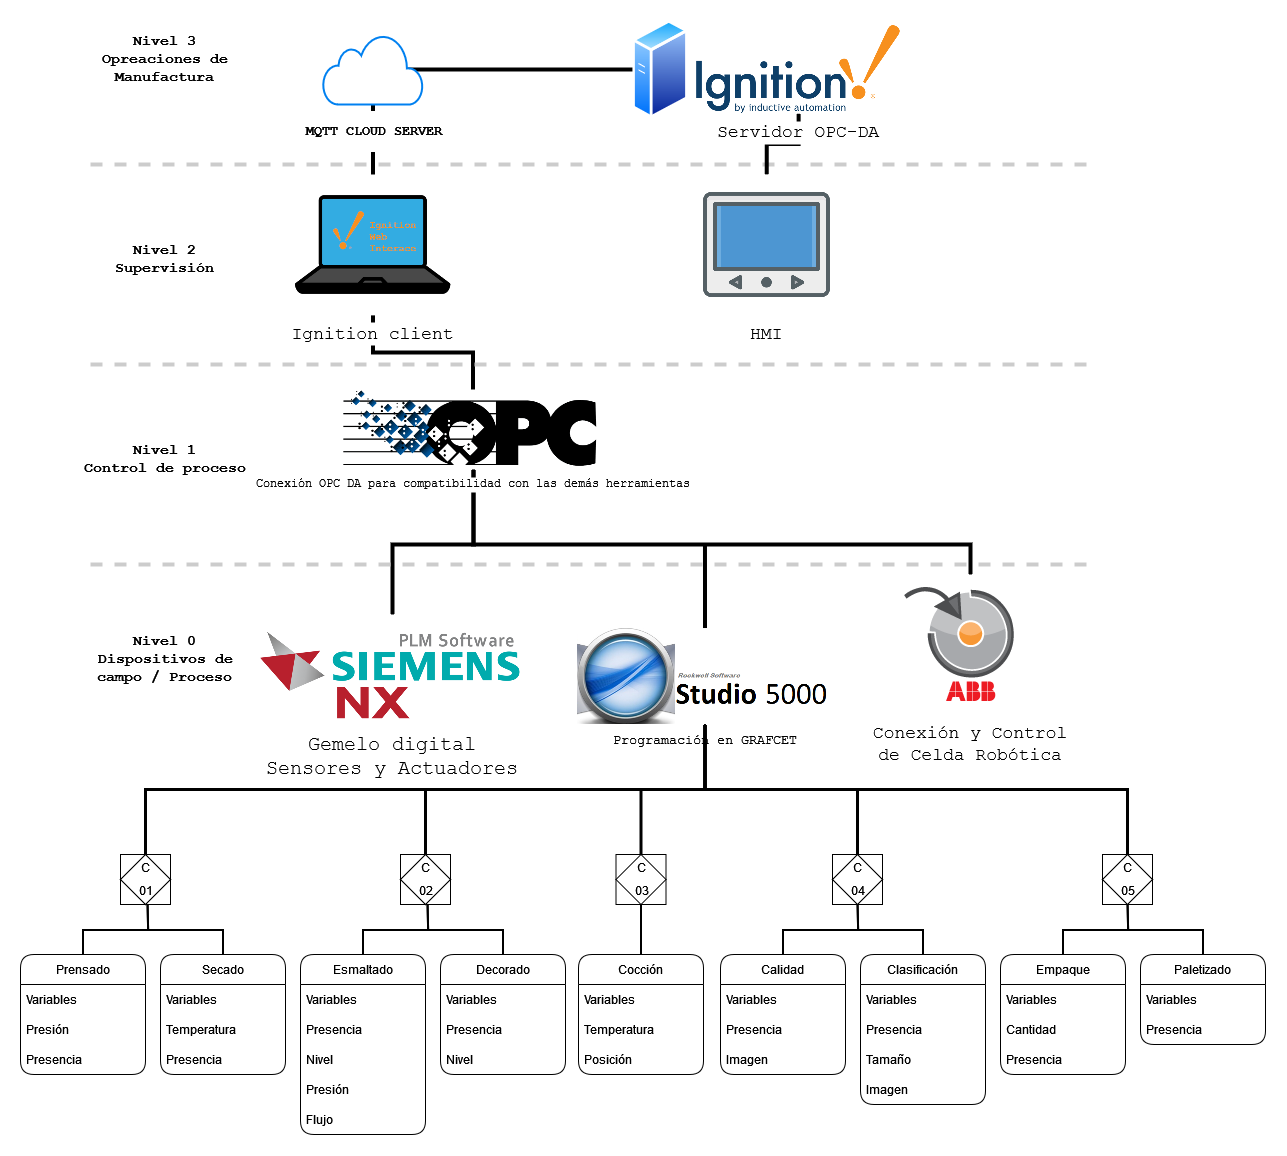 Nivel 3
Opreaciones de
Manufactura
MQTT CLOUD SERVER
Ignition
by inductive automation
Servidor OPC-DA
Nivel 2
Supervisión
Ignition
Web
Interace
Ignition client
HMI
Nivel 1
Control de proceso
OPC
Conexión OPC DA para compatibilidad con las demás herramientas
Nivel 0
Dispositivos de
campo / Proceso
PLM Software
SIEMENS
NX
Gemelo digital
Sensores y Actuadores
Rockwell Software
Studio 5000
Programación en GRAFCET
ABB
Conexión y Control
de Celda Robótica
C
01
C
02
C
03
C
04
C
05
Prensado
Variables
Presión
Presencia
Secado
Variables
Temperatura
Presencia
Esmaltado
Variables
Presencia
Nivel
Presión
Flujo
Decorado
Variables
Presencia
Nivel
Cocción
Variables
Temperatura
Posición
Calidad
Variables
Presencia
Imagen
Clasificación
Variables
Presencia
Tamaño
Imagen
Empaque
Variables
Cantidad
Presencia
Paletizado
Variables
Presencia